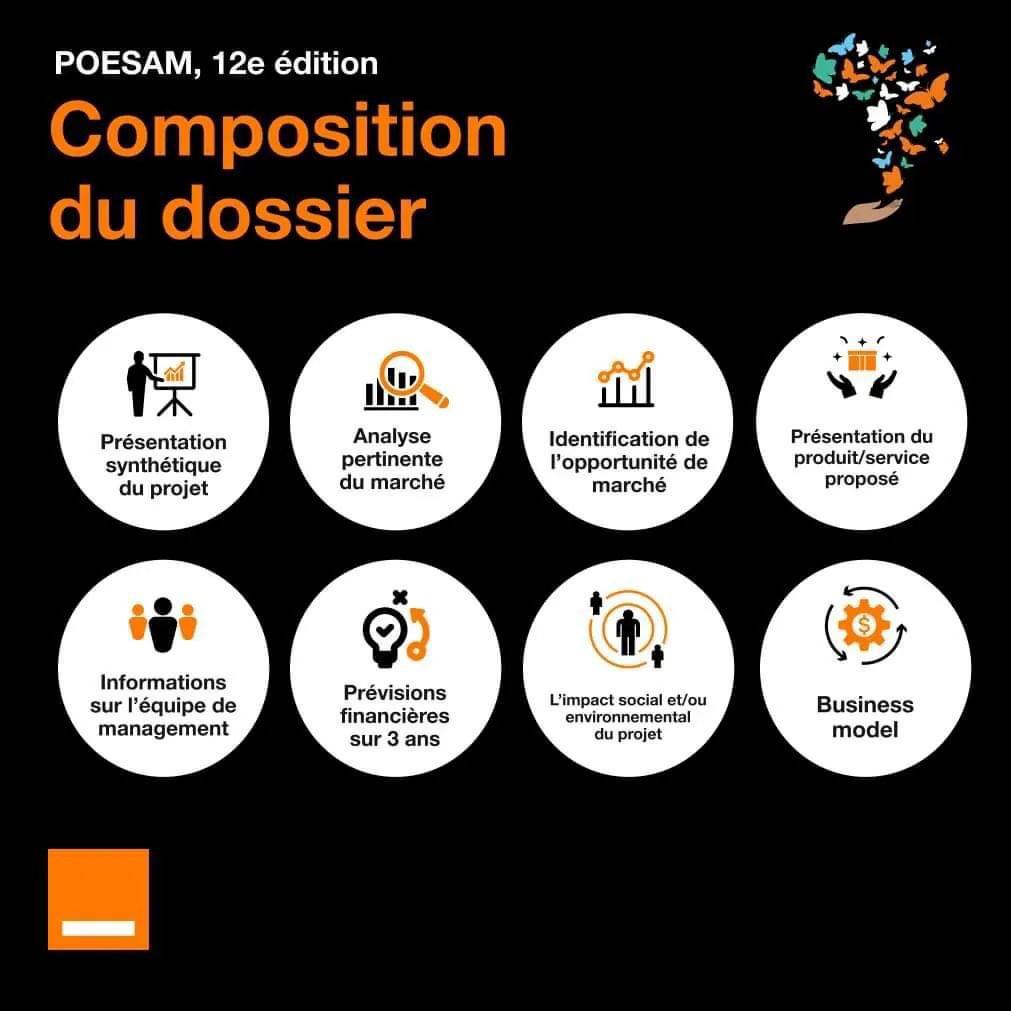 POESAM, 12e édition
Composition
du dossier
Présentation
synthétique
du projet
Analyse
pertinente
du marché
Identification de
l’opportunité de
marché
Présentation du
produit/service
proposé
Informations
sur l’équipe de
management
Prévisions
financières
sur 3 ans
L’impact social et/ou
environnemental
du projet
$
Business
model